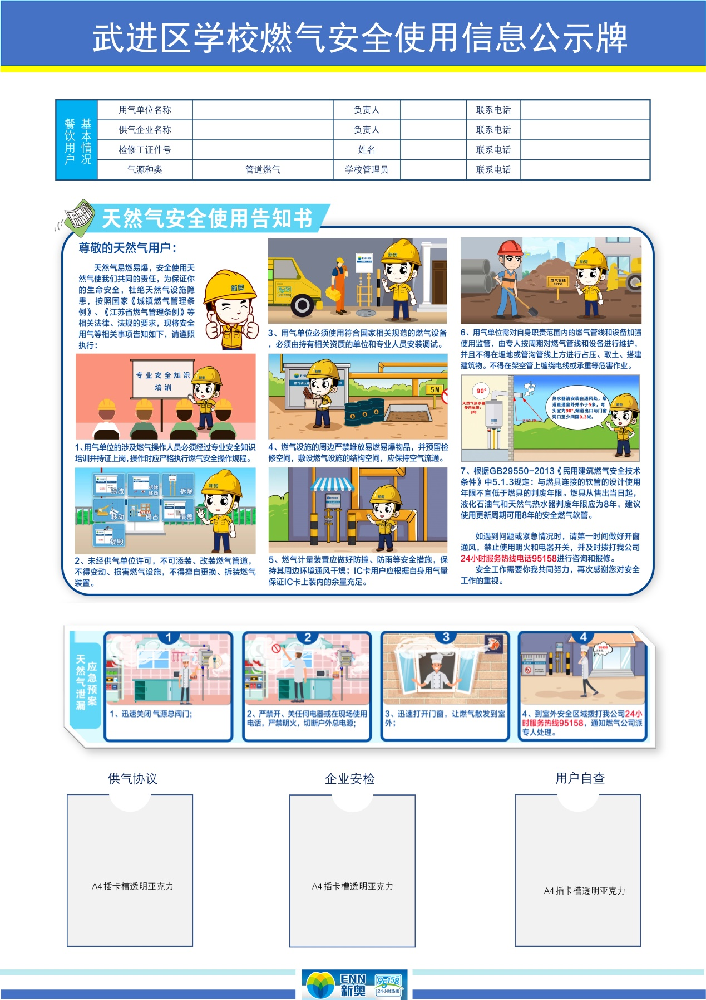 武进区学校燃气安全使用信息公示牌
餐饮用户
基本情况
用气单位名称 负责人 联系电话
供气企业名称 负责人 联系电话
检修工证件号 姓名 联系电话
气源种类 管道燃气 学校管理员 联系电话
天然气安全使用告知书
尊敬的天然气用户：
天然气易燃易爆，安全使用天
然气使我们共同的责任，为保证你
的生命安全，杜绝天然气设施隐
患，按照国家《城镇燃气管理条
例》、《江苏省燃气管理条例》等
相关法律、法规的要求，现将安全
用气等相关事项告知如下，请遵照
执行：
新奥
专业安全知识
培训
新奥
1、用气单位的涉及燃气操作人员必须经过专业安全知识
培训并持证上岗，操作时应严格执行燃气安全操作规程。
涂改
拆除
移动
拆除
移动
侵占
覆盖
损毁
新奥
2、未经供气单位许可，不可添装、改装燃气管道，
不得变动、损害燃气设施，不得擅自更换、拆装燃气
装置。
新奥
95158
24小时热线
3、用气单位必须使用符合国家相关规范的燃气设备
，必须由持有相关资质的单位和专业人员安装调试。
新奥
5M
4、燃气设施的周边严禁堆放易燃易爆物品，并预留检
修空间，敷设燃气设施的结构空间，应保持空气流通。
新奥
5、燃气计量装置应做好防撞、防雨等安全措施，保
持其周边环境通风干燥；IC卡用户应根据自身用气量
保证IC卡上装内的余量充足。
燃气管线
95158
新奥
6、用气单位需对自身职责范围内的燃气管线和设备加强
使用监管，由专人按周期对燃气管线和设备进行维护，
并且不得在埋地或管沟管线上方进行占压、取土、搭建
建筑物。不得在架空管上缠绕电线或承重等危害作业。
90°
天然气热水器
使用年限：
8年
热水器请安装在通风处，烟
道直通室外并小于5米，弯
头宜为90°，烟道出口与门窗
洞口至少间隔0.3米。
新奥
7、根据GB29550-2013《民用建筑燃气安全技术
条件》中5.1.3规定：与燃具连接的软管的设计使用
年限不宜低于燃具的判废年限。燃具从售出当日起，
液化石油气和天然气热水器判废年限应为8年，建议
使用更新周期可用8年的安全燃气软管。
如遇到问题或紧急情况时，请第一时间做好开窗
通风，禁止使用明火和电器开关，并及时拨打我公司
24小时服务热线电话95158进行咨询和报修。
安全工作需要你我共同努力，再次感谢您对安全
工作的重视。
天然气泄漏
应急预案
1
1、迅速关闭 气源总阀门；
2
2、严禁开、关任何电器或在现场使用
电话，严禁明火，切断户外总电源；
3
3、迅速打开门窗，让燃气散发到室
外；
4
95158
4、到室外安全区域拨打我公司24小
时服务热线95158，通知燃气公司派
专人处理。
供气协议 企业安检 用户自查
A4插卡槽透明亚克力 A4插卡槽透明亚克力 A4插卡槽透明亚克力
ENN
新奥
95158
24小时热线